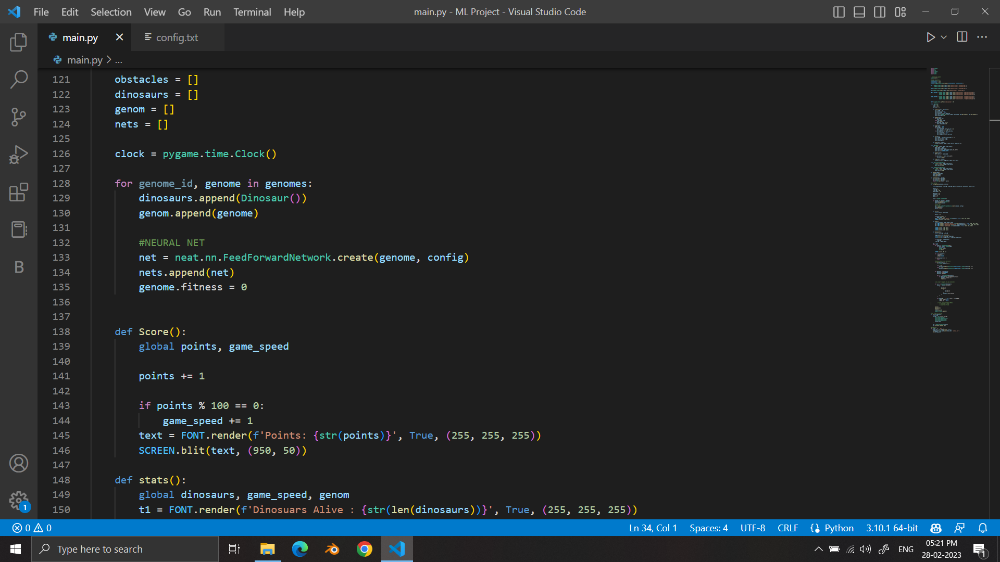 File Edit Selection View Go Run Terminal Help main.py - ML Project - Visual Studio Code
main.py config.txt
main.py > ...
121 obstacles = []
122 dinosaurs = []
123 genom = []
124 nets = []
125
126 clock = pygame.time.Clock()
127
128 for genome_id, genome in genomes:
129 dinosaurs.append(Dinosaur())
130 genom.append(genome)
131
132 #NEURAL NET
133 net = neat.nn.FeedForwardNetwork.create(genome, config)
134 nets.append(net)
135 genome.fitness = 0
136
137
138 def Score():
139 global points, game_speed
140
141 points += 1
142
143 if points % 100 == 0:
144 game_speed += 1
145 text = FONT.render(f'Points: {str(points)}', True, (255, 255, 255))
146 SCREEN.blit(text, (950, 50))
147
148 def stats():
149 global dinosaurs, game_speed, genom
150 t1 = FONT.render(f'Dinosuars Alive : {str(len(dinosaurs))}', True, (255, 255, 255))
B
1
0 0 Ln 34, Col 1 Spaces: 4 UTF-8 CRLF Python 3.10.1 64-bit
Type here to search ENG 05:21 PM
28-02-2023 1